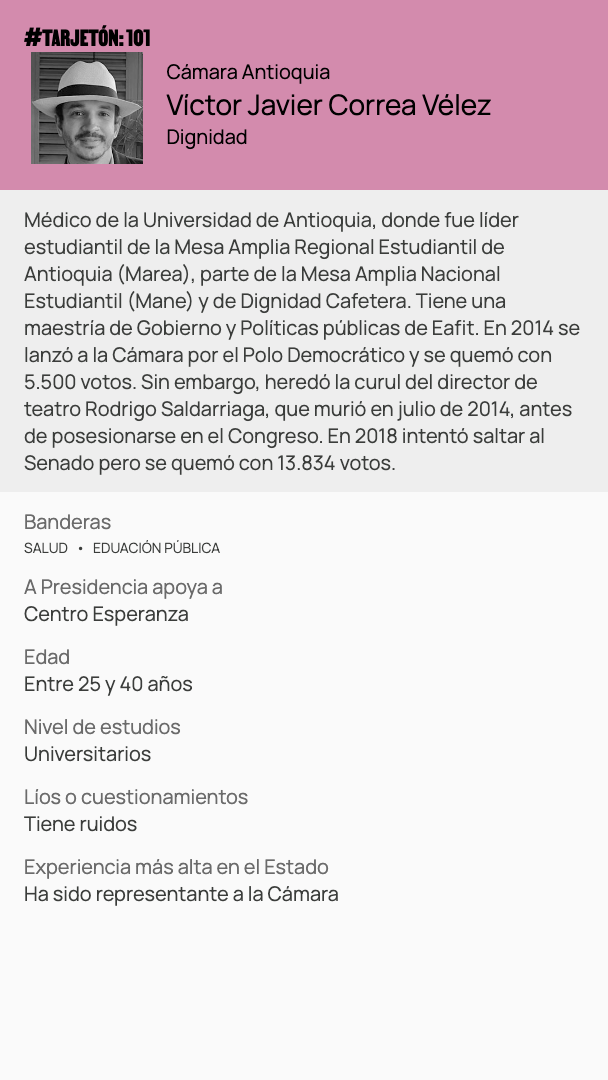 #TARJETÓN: 101
Cámara Antioquia
Víctor Javier Correa Vélez
Dignidad
Médico de la Universidad de Antioquia, donde fue líder
estudiantil de la Mesa Amplia Regional Estudiantil de
Antioquia (Marea), parte de la Mesa Amplia Nacional
Estudiantil (Mane) y de Dignidad Cafetera. Tiene una
maestría de Gobierno y Políticas públicas de Eafit. En 2014 se
lanzó a la Cámara por el Polo Democrático y se quemó con
5.500 votos. Sin embargo, heredó la curul del director de
teatro Rodrigo Saldarriaga, que murió en julio de 2014, antes
de posesionarse en el Congreso. En 2018 intentó saltar al
Senado pero se quemó con 13.834 votos.
Banderas
SALUD • EDUACIÓN PÚBLICA
A Presidencia apoya a
Centro Esperanza
Edad
Entre 25 y 40 años
Nivel de estudios
Universitarios
Líos o cuestionamientos
Tiene ruidos
Experiencia más alta en el Estado
Ha sido representante a la Cámara